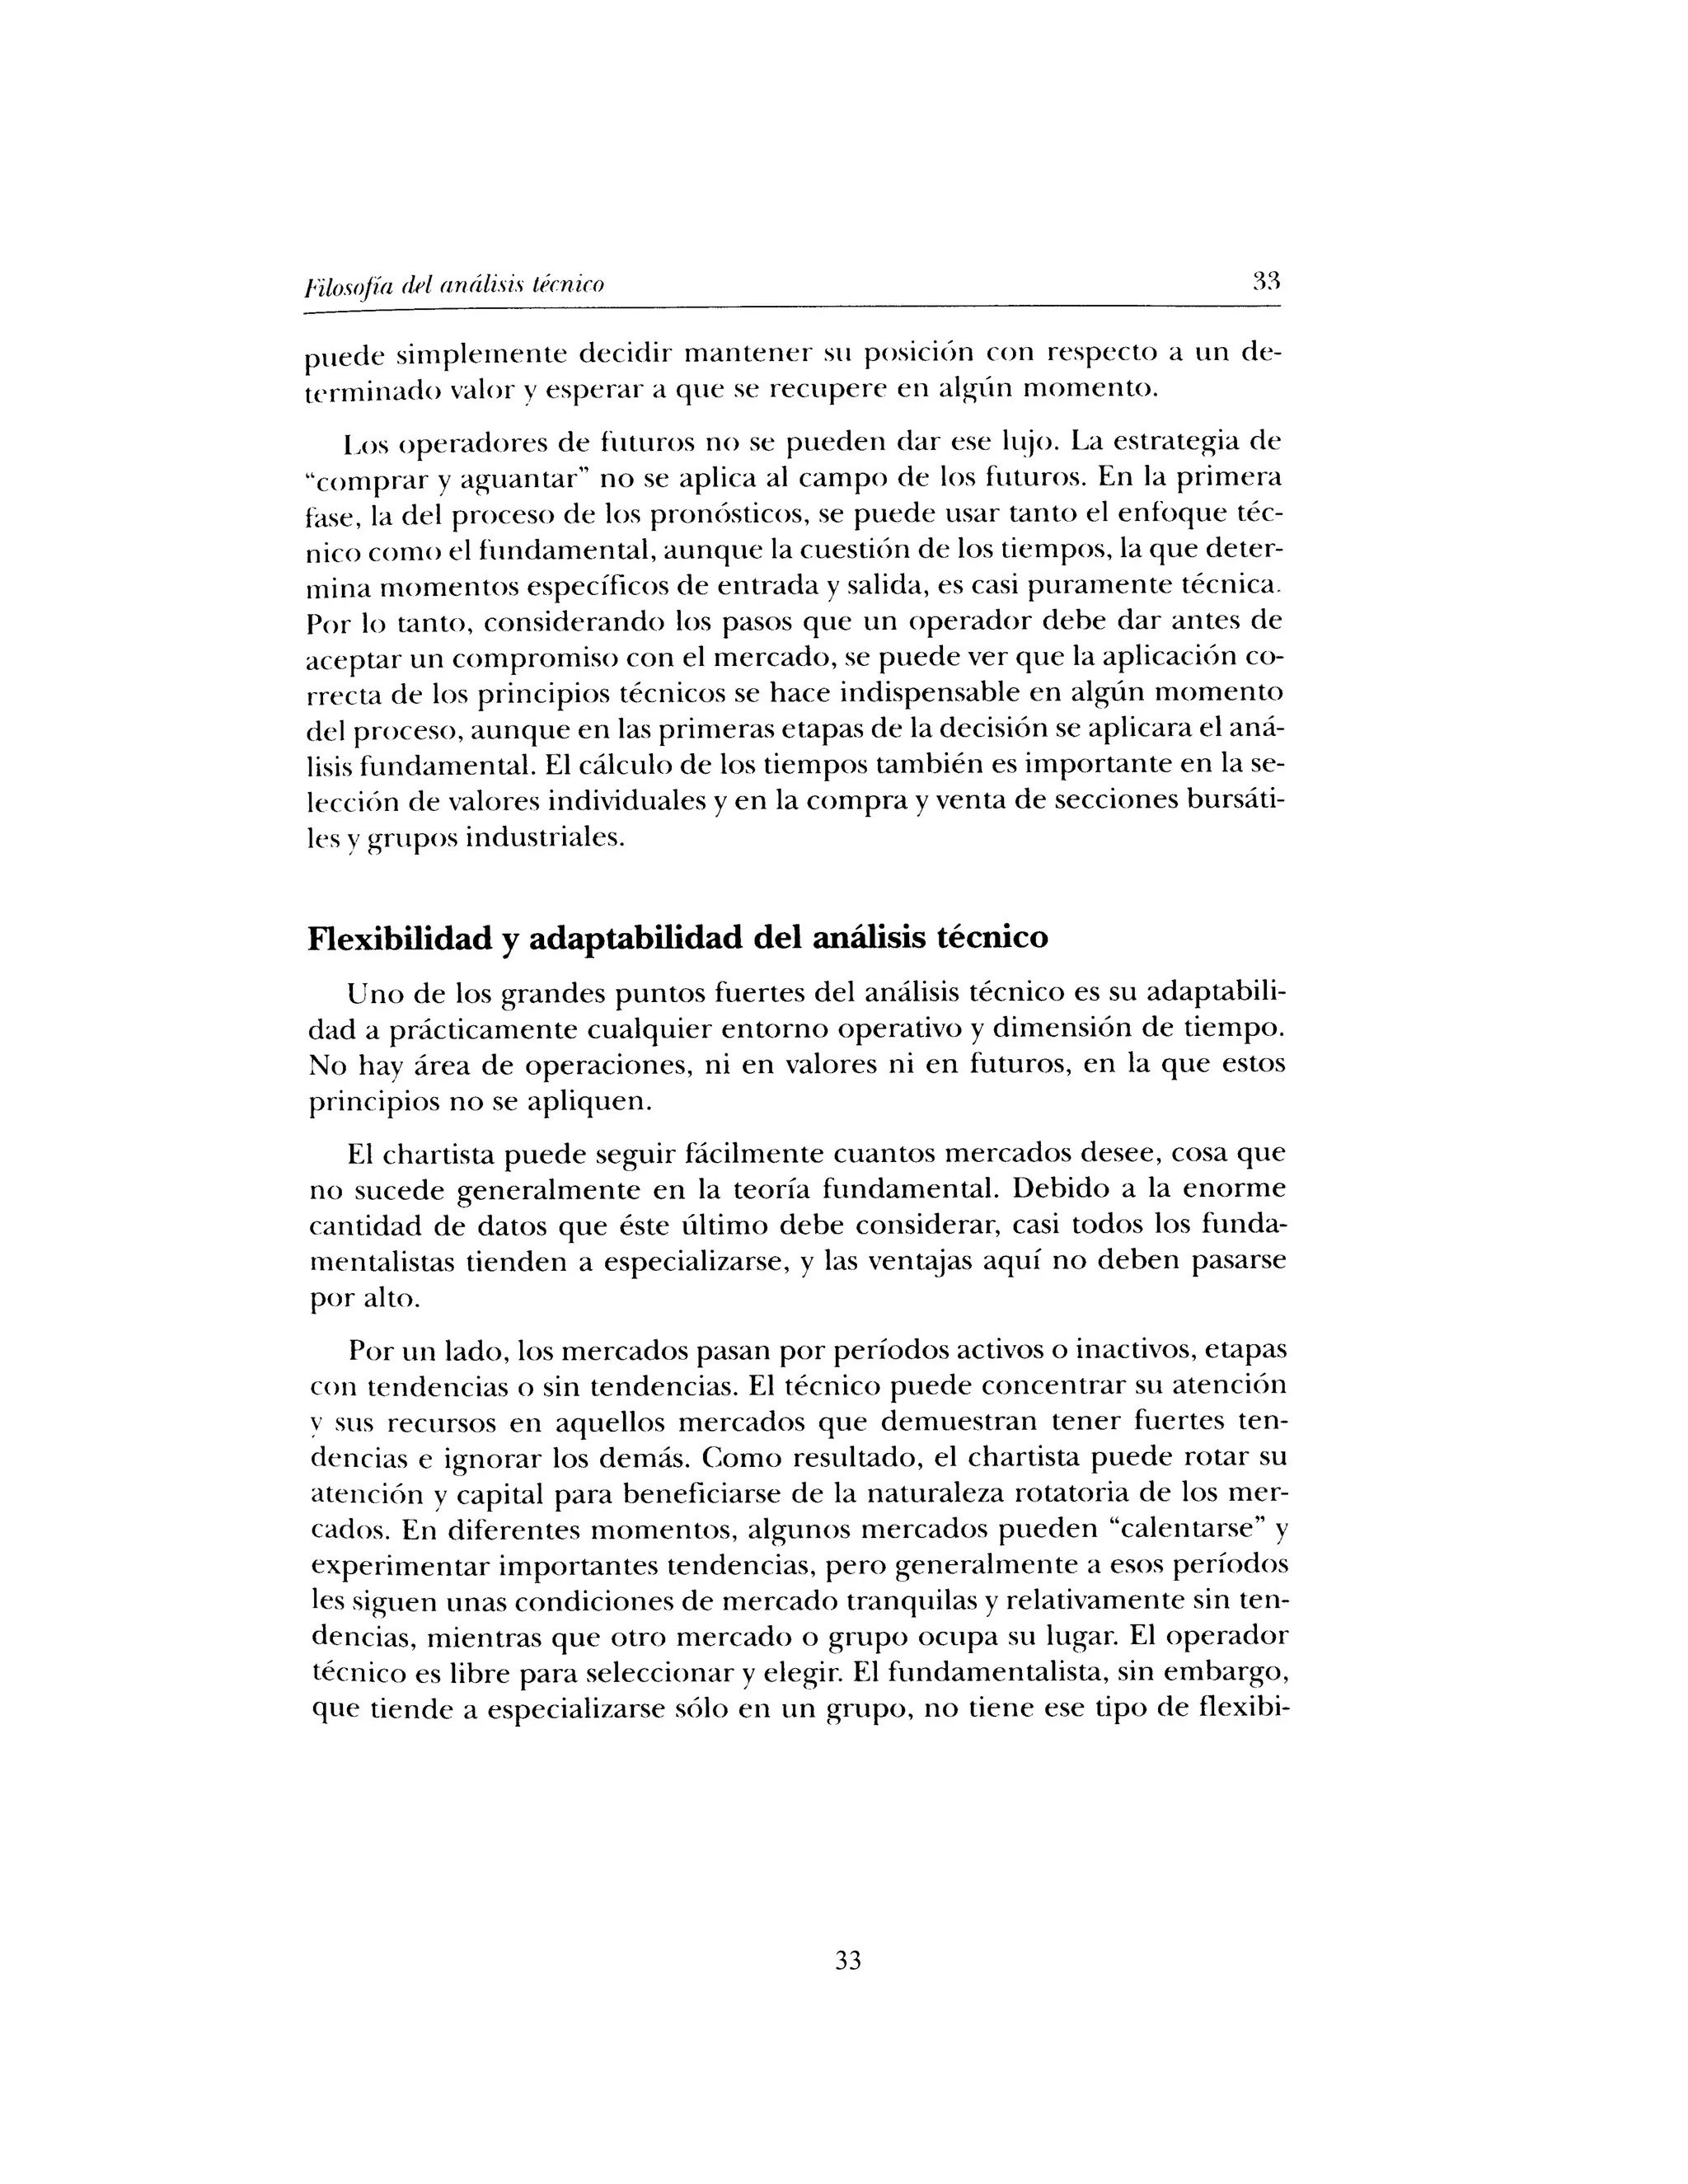 Filosofía del análisis técnico 33
puede simplemente decidir mantener su posición con respecto a un de-
terminado valor y esperar a que se recupere en algún momento.
Los operadores de futuros no se pueden dar ese lujo. La estrategia de
“comprar y aguantar” no se aplica al campo de los futuros. En la primera
fase, la del proceso de los pronósticos, se puede usar tanto el enfoque téc-
nico como el fundamental, aunque la cuestión de los tiempos, la que deter-
mina momentos específicos de entrada y salida, es casi puramente técnica.
Por lo tanto, considerando los pasos que un operador debe dar antes de
aceptar un compromiso con el mercado, se puede ver que la aplicación co-
rrecta de los principios técnicos se hace indispensable en algún momento
del proceso, aunque en las primeras etapas de la decisión se aplicara el aná-
lisis fundamental. El cálculo de los tiempos también es importante en la se-
lección de valores individuales y en la compra y venta de secciones bursáti-
les y grupos industriales.
Flexibilidad y adaptabilidad del análisis técnico
Uno de los grandes puntos fuertes del análisis técnico es su adaptabili-
dad a prácticamente cualquier entorno operativo y dimensión de tiempo.
No hay área de operaciones, ni en valores ni en futuros, en la que estos
principios no se apliquen.
El chartista puede seguir fácilmente cuantos mercados desee, cosa que
no sucede generalmente en la teoría fundamental. Debido a la enorme
cantidad de datos que éste último debe considerar, casi todos los funda-
mentalistas tienden a especializarse, y las ventajas aquí no deben pasarse
por alto.
Por un lado, los mercados pasan por períodos activos o inactivos, etapas
con tendencias o sin tendencias. El técnico puede concentrar su atención
y sus recursos en aquellos mercados que demuestran tener fuertes ten-
dencias e ignorar los demás. Como resultado, el chartista puede rotar su
atención y capital para beneficiarse de la naturaleza rotatoria de los mer-
cados. En diferentes momentos, algunos mercados pueden “calentarse” y
experimentar importantes tendencias, pero generalmente a esos períodos
les siguen unas condiciones de mercado tranquilas y relativamente sin ten-
dencias, mientras que otro mercado o grupo ocupa su lugar. El operador
técnico es libre para seleccionar y elegir. El fundamentalista, sin embargo,
que tiende a especializarse sólo en un grupo, no tiene ese tipo de flexibi-
33